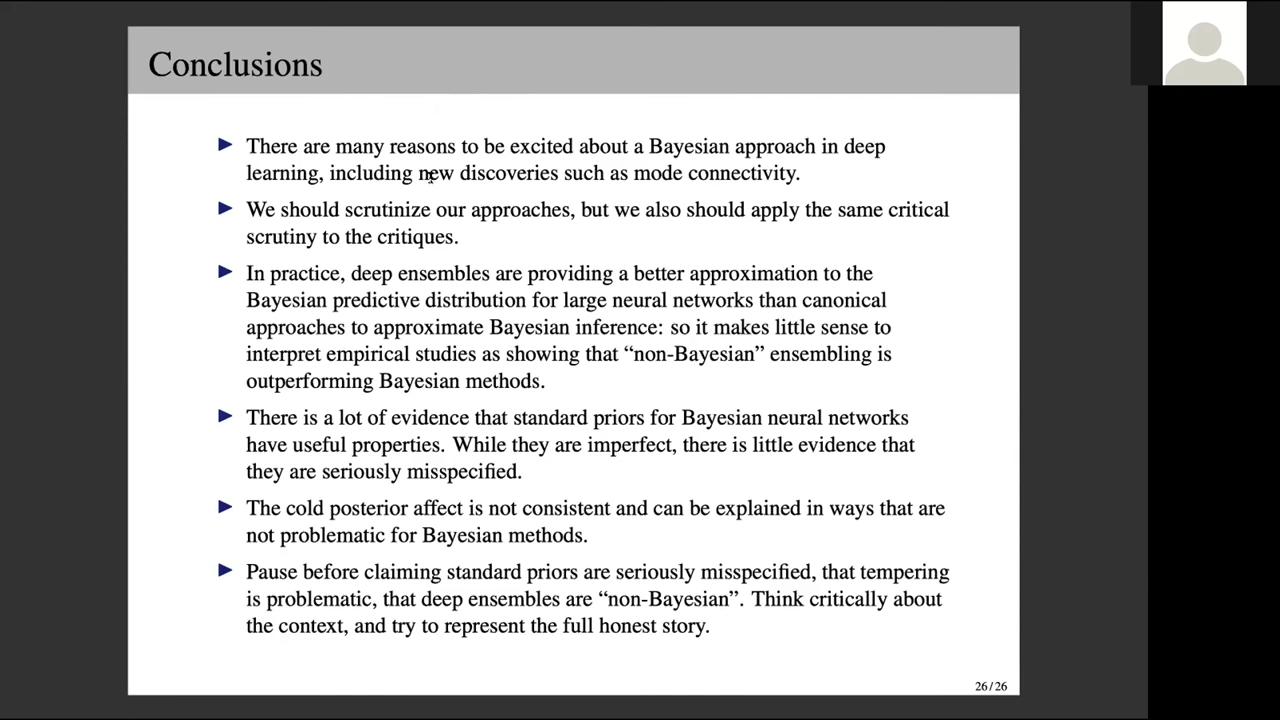 Conclusions
There are many reasons to be excited about a Bayesian approach in deep
learning, including new discoveries such as mode connectivity.
We should scrutinize our approaches, but we also should apply the same critical
scrutiny to the critiques.
In practice, deep ensembles are providing a better approximation to the
Bayesian predictive distribution for large neural networks than canonical
approaches to approximate Bayesian inference: so it makes little sense to
interpret empirical studies as showing that “non-Bayesian” ensembling is
outperforming Bayesian methods.
There is a lot of evidence that standard priors for Bayesian neural networks
have useful properties. While they are imperfect, there is little evidence that
they are seriously misspecified.
The cold posterior affect is not consistent and can be explained in ways that are
not problematic for Bayesian methods.
Pause before claiming standard priors are seriously misspecified, that tempering
is problematic, that deep ensembles are “non-Bayesian”. Think critically about
the context, and try to represent the full honest story.
26/26